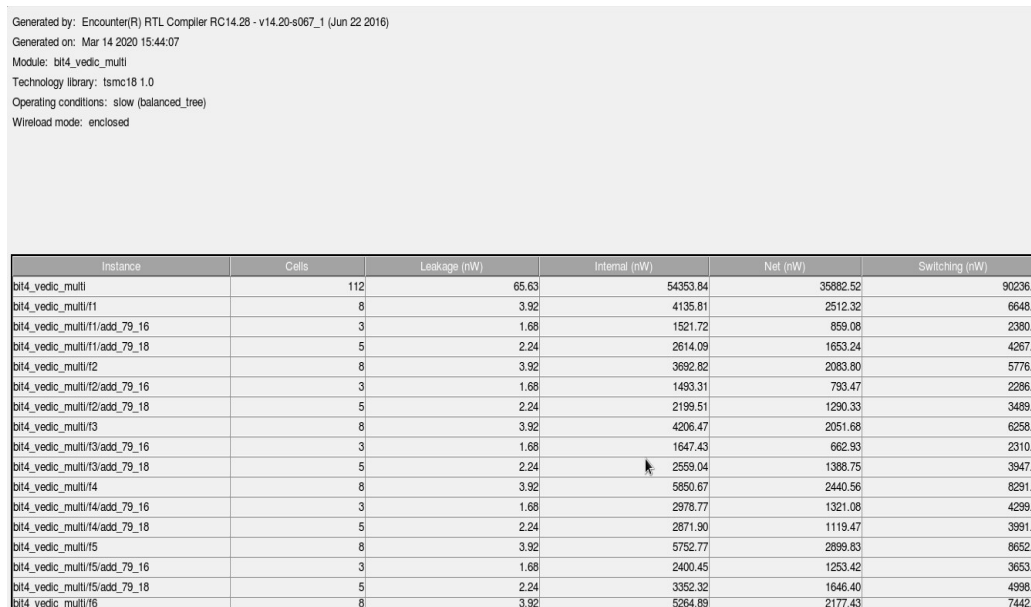 Generated by: Encounter(R) RTL Compiler RC14.28 - v14.20-s067_1 (Jun 22 2016)
Generated on: Mar 14 2020 15:44:07
Module: bit4_vedic_multi
Technology library: tsmc18 1.0
Operating conditions: slow (balanced_tree)
Wireload mode: enclosed
Instance Cells Leakage (nW) Internal (nW) Net (nW) Switching (nW)
bit4_vedic_multi 112 65.63 54353.84 35882.52 90236.
bit4_vedic_multi/f1 8 3.92 4135.81 2512.32 6648.
bit4_vedic_multi/f1/add_79_16 3 1.68 1521.72 859.08 2380.
bit4_vedic_multi/f1/add_79_18 5 2.24 2614.09 1653.24 4267.
bit4_vedic_multi/f2 8 3.92 3692.82 2083.80 5776.
bit4_vedic_multi/f2/add_79_16 3 1.68 1493.31 793.47 2286.
bit4_vedic_multi/f2/add_79_18 5 2.24 2199.51 1290.33 3489.
bit4_vedic_multi/f3 8 3.92 4206.47 2051.68 6258.
bit4_vedic_multi/f3/add_79_16 3 1.68 1647.43 662.93 2310.
bit4_vedic_multi/f3/add_79_18 5 2.24 2559.04 1388.75 3947.
bit4_vedic_multi/f4 8 3.92 5850.67 2440.56 8291.
bit4_vedic_multi/f4/add_79_16 3 1.68 2978.77 1321.08 4299.
bit4_vedic_multi/f4/add_79_18 5 2.24 2871.90 1119.47 3991.
bit4_vedic_multi/f5 8 3.92 5752.77 2899.83 8652.
bit4_vedic_multi/f5/add_79_16 3 1.68 2400.45 1253.42 3653.
bit4_vedic_multi/f5/add_79_18 5 2.24 3352.32 1646.40 4998.
bit4_vedic_multi/f6 8 3.92 5264.89 2177.43 7442.